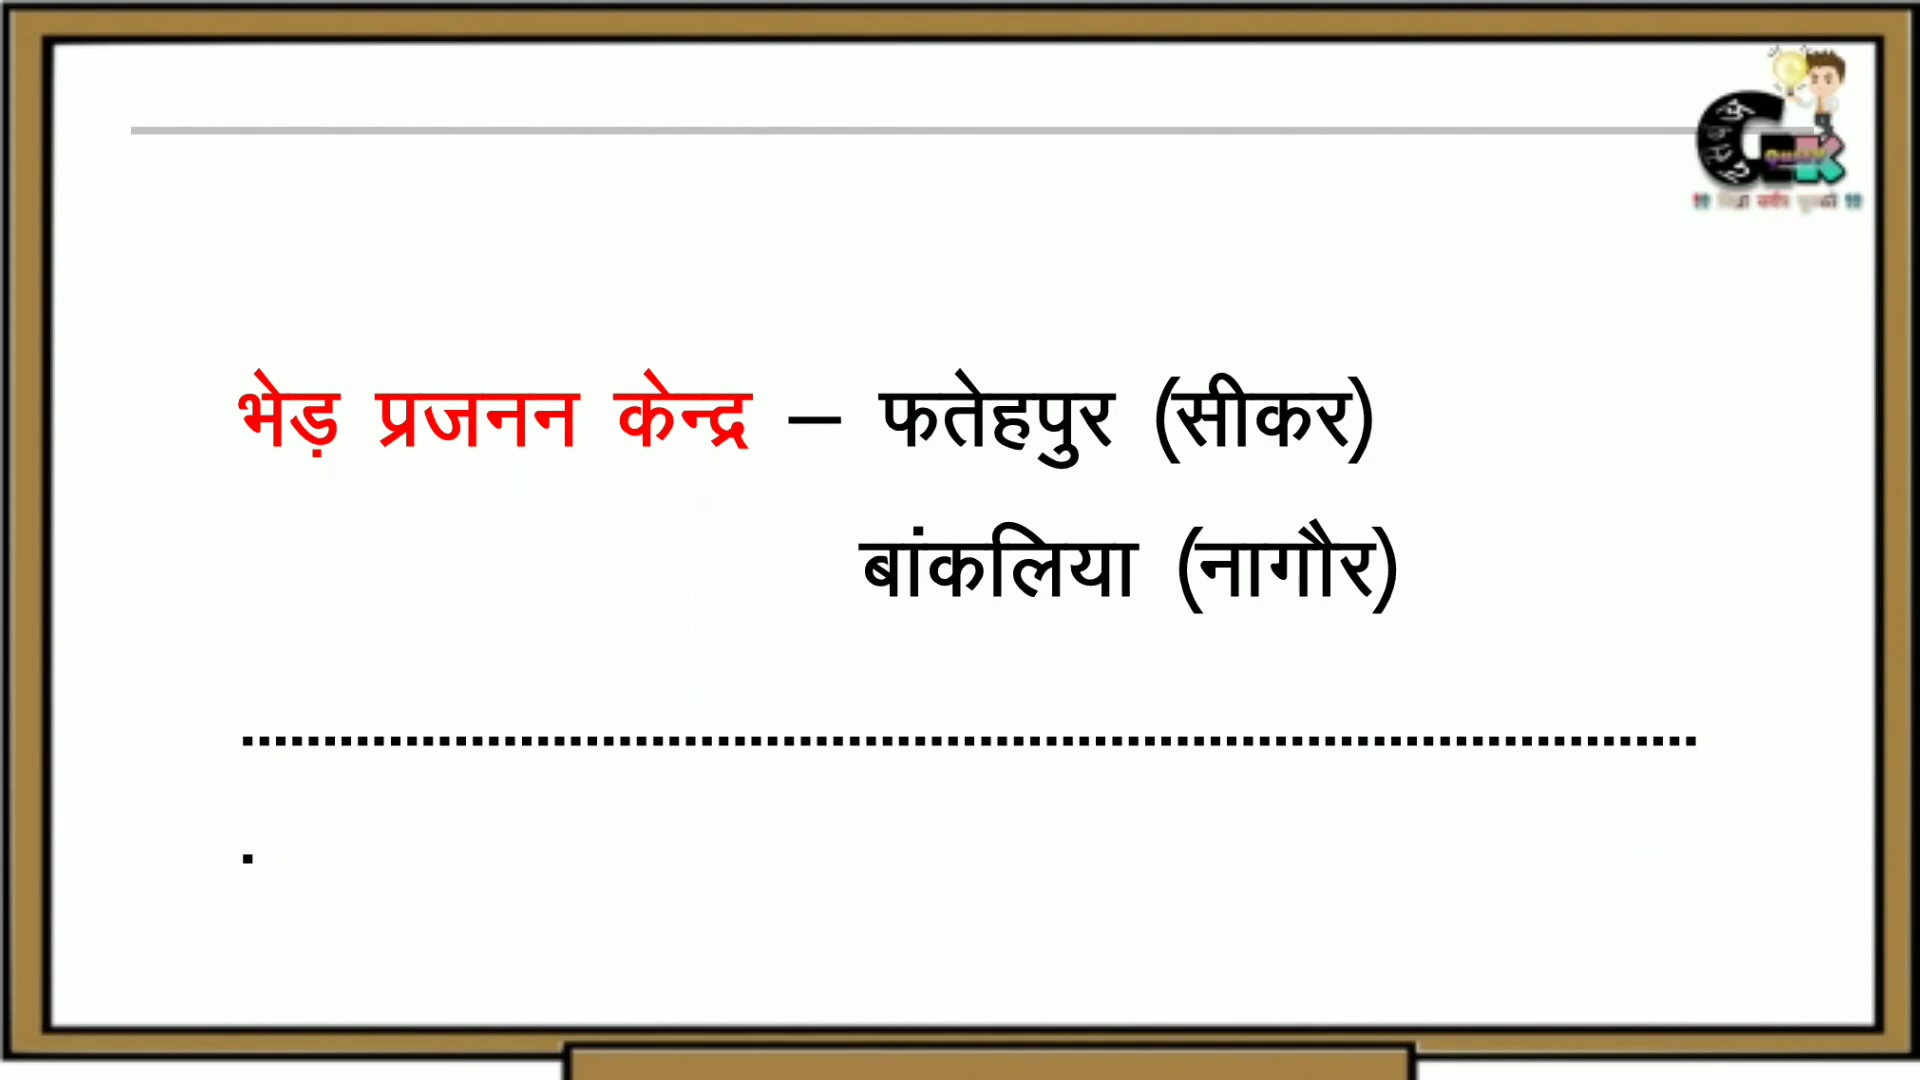 भेड़ प्रजनन केन्द्र – फतेहपुर (सीकर)
बांकलिया (नागौर)
.........................................................................................
.